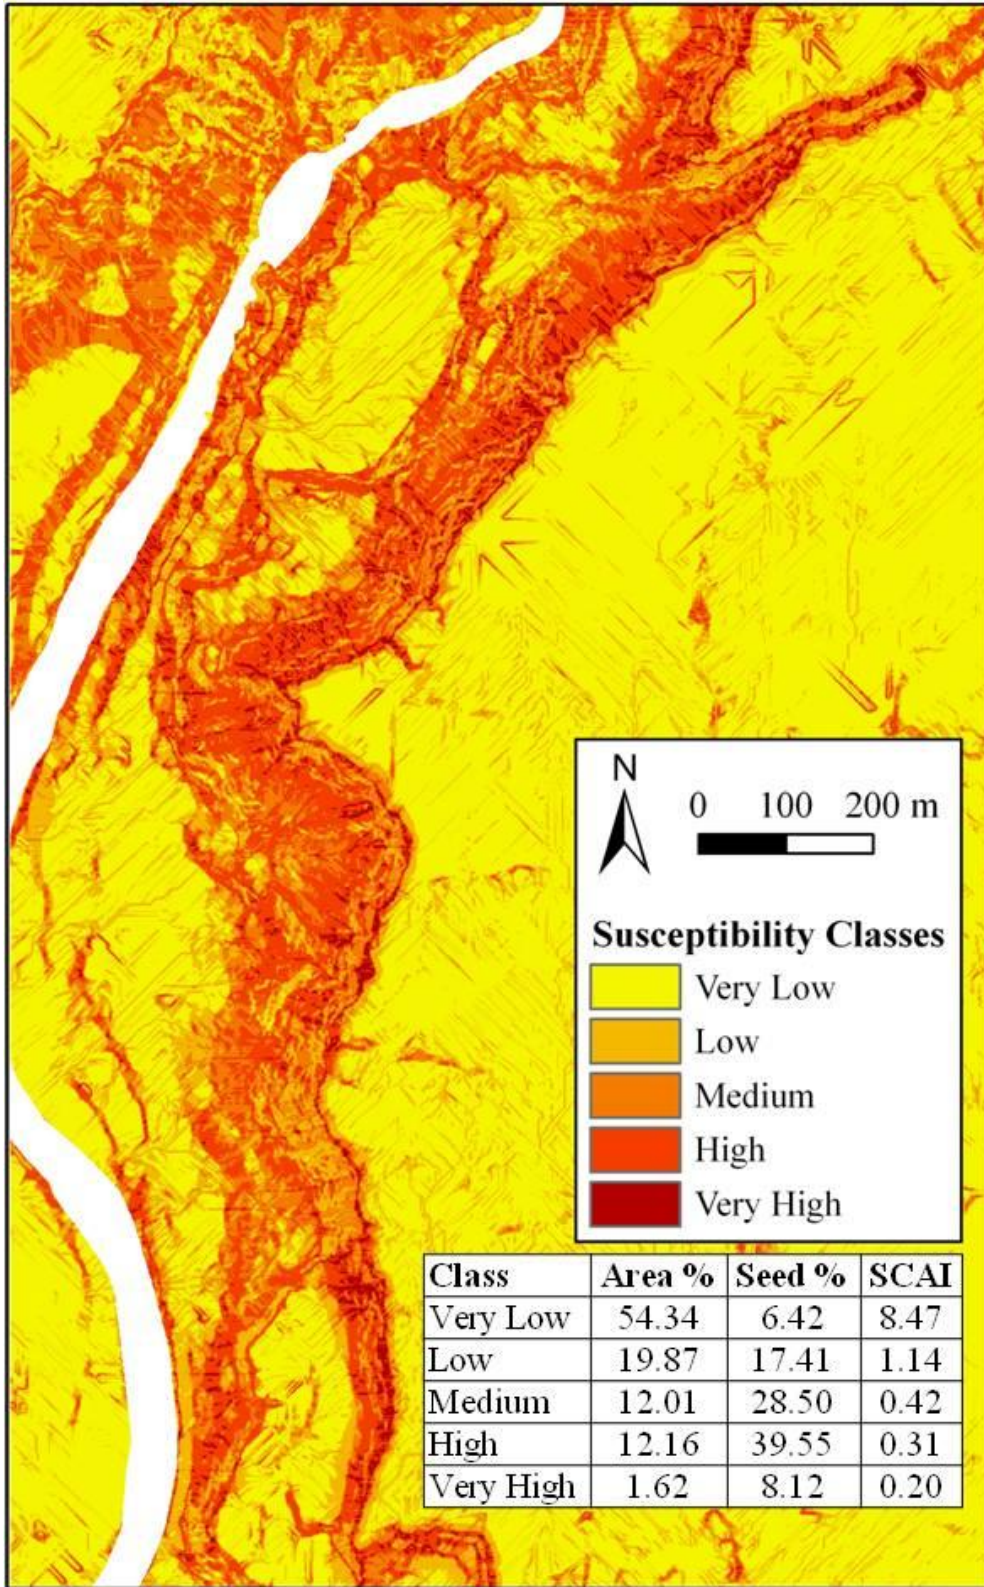 N
0 100 200 m
Susceptibility Classes
Very Low
Low
Medium
High
Very High
Class Area % Seed % SCAI
Very Low 54.34 6.42 8.47
Low 19.87 17.41 1.14
Medium 12.01 28.50 0.42
High 12.16 39.55 0.31
Very High 1.62 8.12 0.20